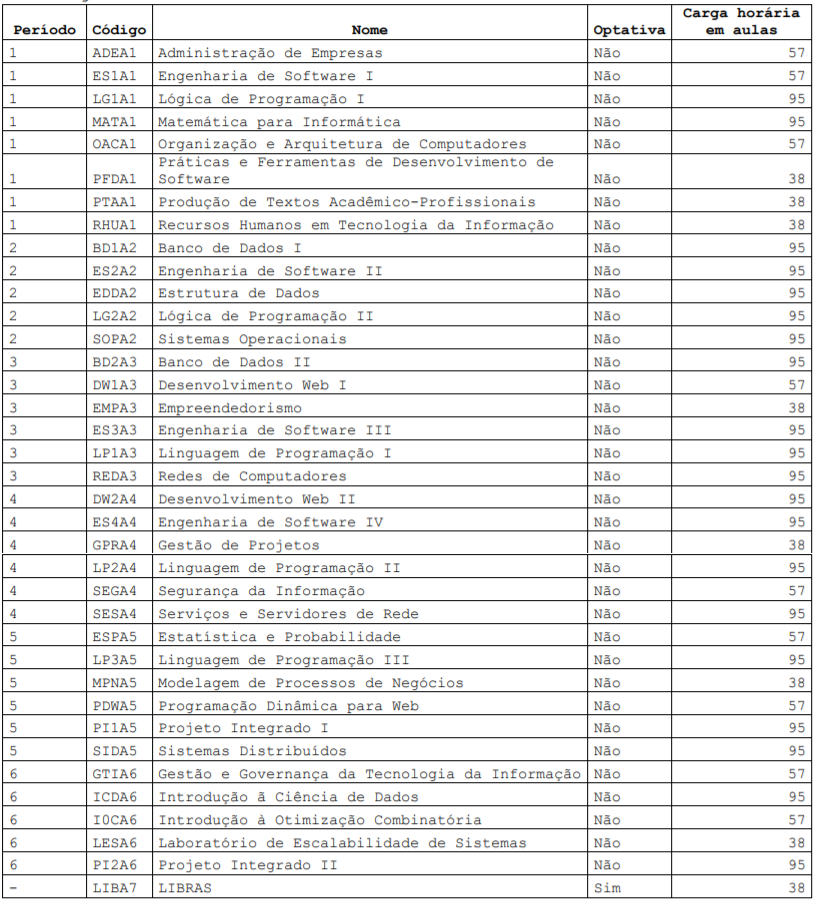 Período Código Nome Optativa Carga horária em aulas
1 ADEA1 Administração de Empresas Não 57
1 ES1A1 Engenharia de Software I Não 57
1 LG1A1 Lógica de Programação I Não 95
1 MATA1 Matemática para Informática Não 95
1 OACA1 Organização e Arquitetura de Computadores Não 57
1 PFDA1 Práticas e Ferramentas de Desenvolvimento de Software Não 38
1 PTAA1 Produção de Textos Acadêmico-Profissionais Não 38
1 RHUA1 Recursos Humanos em Tecnologia da Informação Não 38
2 BD1A2 Banco de Dados I Não 95
2 ES2A2 Engenharia de Software II Não 95
2 EDDA2 Estrutura de Dados Não 95
2 LG2A2 Lógica de Programação II Não 95
2 SOPA2 Sistemas Operacionais Não 95
3 BD2A3 Banco de Dados II Não 95
3 DW1A3 Desenvolvimento Web I Não 57
3 EMPA3 Empreendedorismo Não 38
3 ES3A3 Engenharia de Software III Não 95
3 LP1A3 Linguagem de Programação I Não 95
3 REDA3 Redes de Computadores Não 95
4 DW2A4 Desenvolvimento Web II Não 95
4 ES4A4 Engenharia de Software IV Não 95
4 GPRA4 Gestão de Projetos Não 38
4 LP2A4 Linguagem de Programação II Não 95
4 SEGA4 Segurança da Informação Não 57
4 SESA4 Serviços e Servidores de Rede Não 95
5 ESPA5 Estatística e Probabilidade Não 57
5 LP3A5 Linguagem de Programação III Não 95
5 MPNA5 Modelagem de Processos de Negócios Não 38
5 PDWA5 Programação Dinâmica para Web Não 57
5 PI1A5 Projeto Integrado I Não 95
5 SIDA5 Sistemas Distribuídos Não 95
6 GTIA6 Gestão e Governança da Tecnologia da Informação Não 57
6 ICDA6 Introdução ã Ciência de Dados Não 95
6 I0CA6 Introdução à Otimização Combinatória Não 57
6 LESA6 Laboratório de Escalabilidade de Sistemas Não 38
6 PI2A6 Projeto Integrado II Não 95
- LIBA7 LIBRAS Sim 38